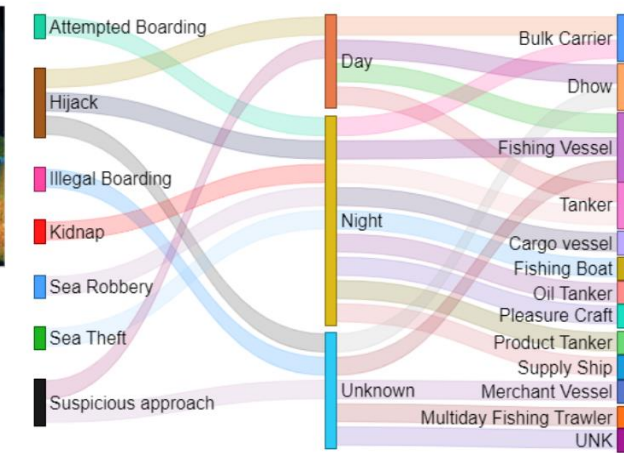 Attempted Boarding
Hijack
Illegal Boarding
Kidnap
Sea Robbery
Sea Theft
Suspicious approach
Day
Night
Unknown
Bulk Carrier
Dhow
Fishing Vessel
Tanker
Cargo vessel
Fishing Boat
Oil Tanker
Pleasure Craft
Product Tanker
Supply Ship
Merchant Vessel
Multiday Fishing Trawler
UNK